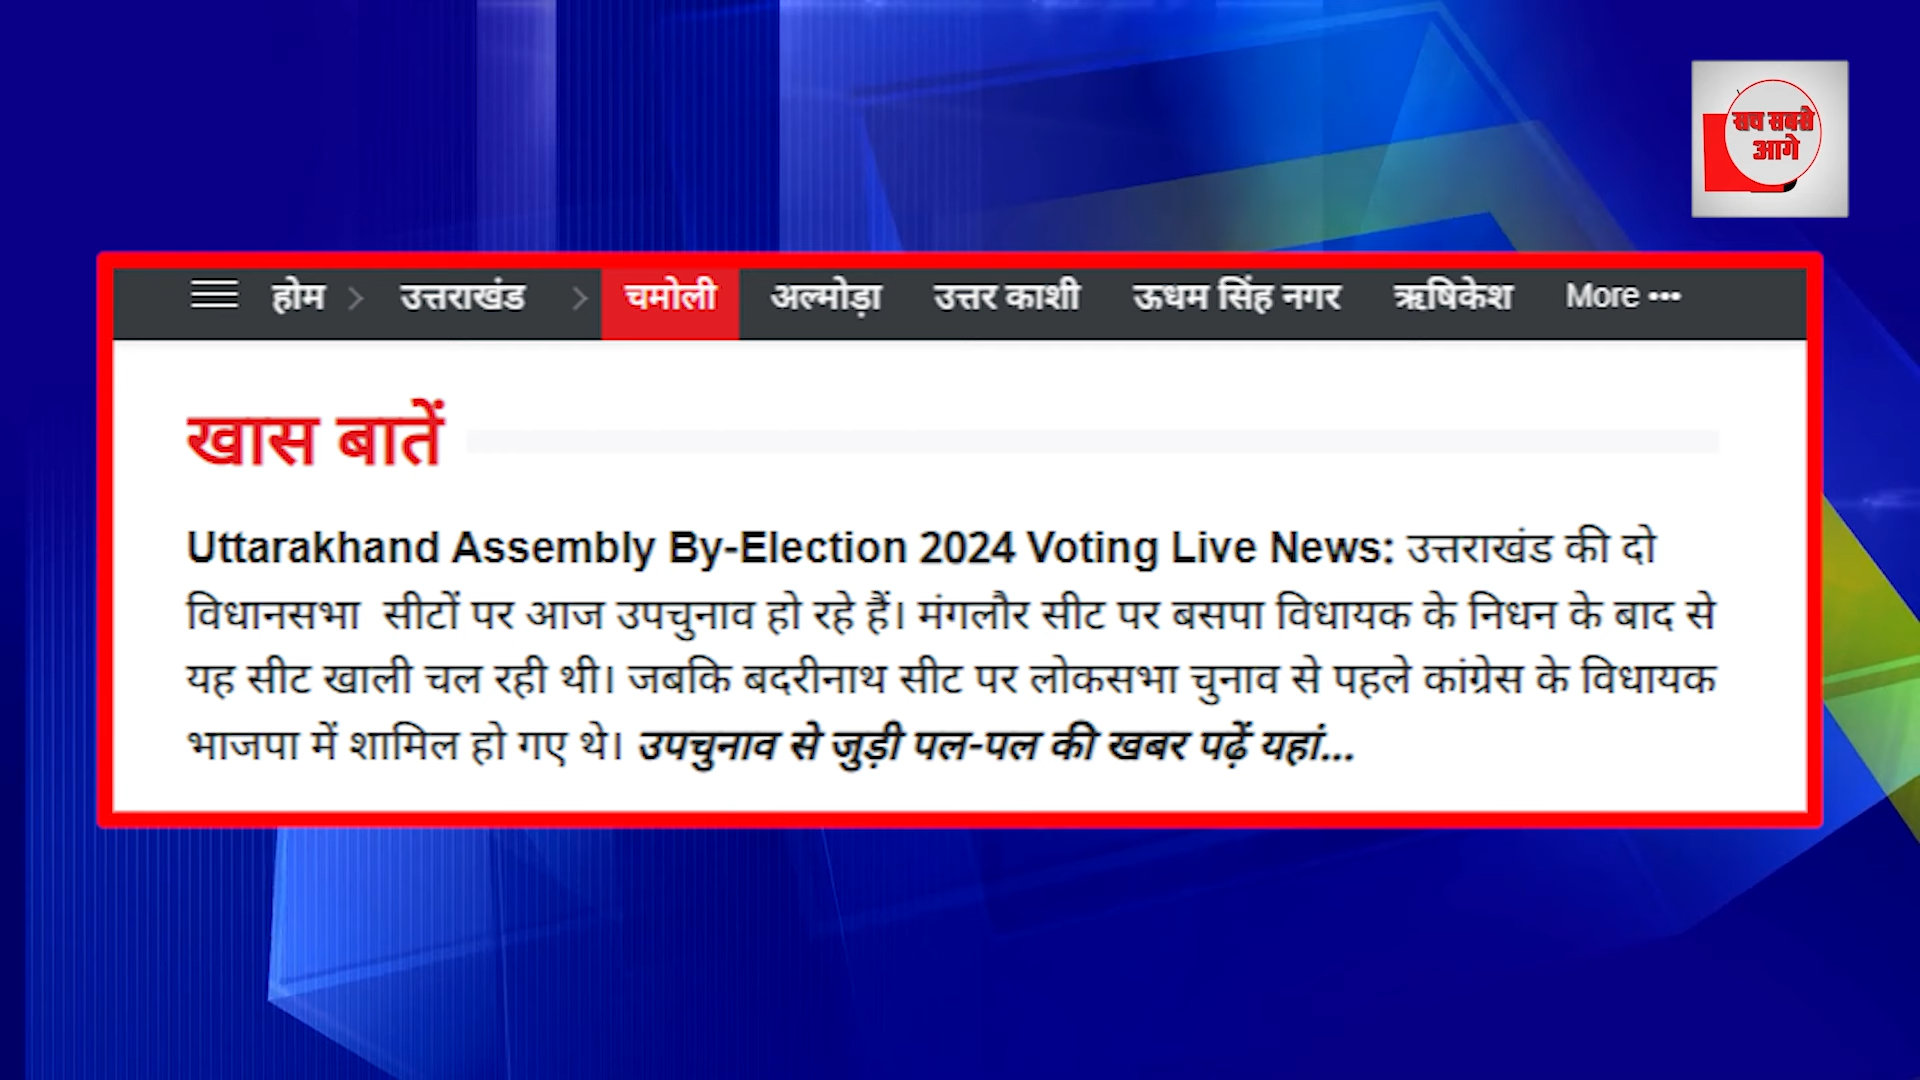 सच सबसे
आगे
होम > उत्तराखंड > चमोली अल्मोड़ा उत्तर काशी ऊधम सिंह नगर ऋषिकेश More •••
खास बातें
Uttarakhand Assembly By-Election 2024 Voting Live News: उत्तराखंड की दो
विधानसभा सीटों पर आज उपचुनाव हो रहे हैं। मंगलौर सीट पर बसपा विधायक के निधन के बाद से
यह सीट खाली चल रही थी। जबकि बदरीनाथ सीट पर लोकसभा चुनाव से पहले कांग्रेस के विधायक
भाजपा में शामिल हो गए थे। उपचुनाव से जुड़ी पल-पल की खबर पढ़ें यहां...